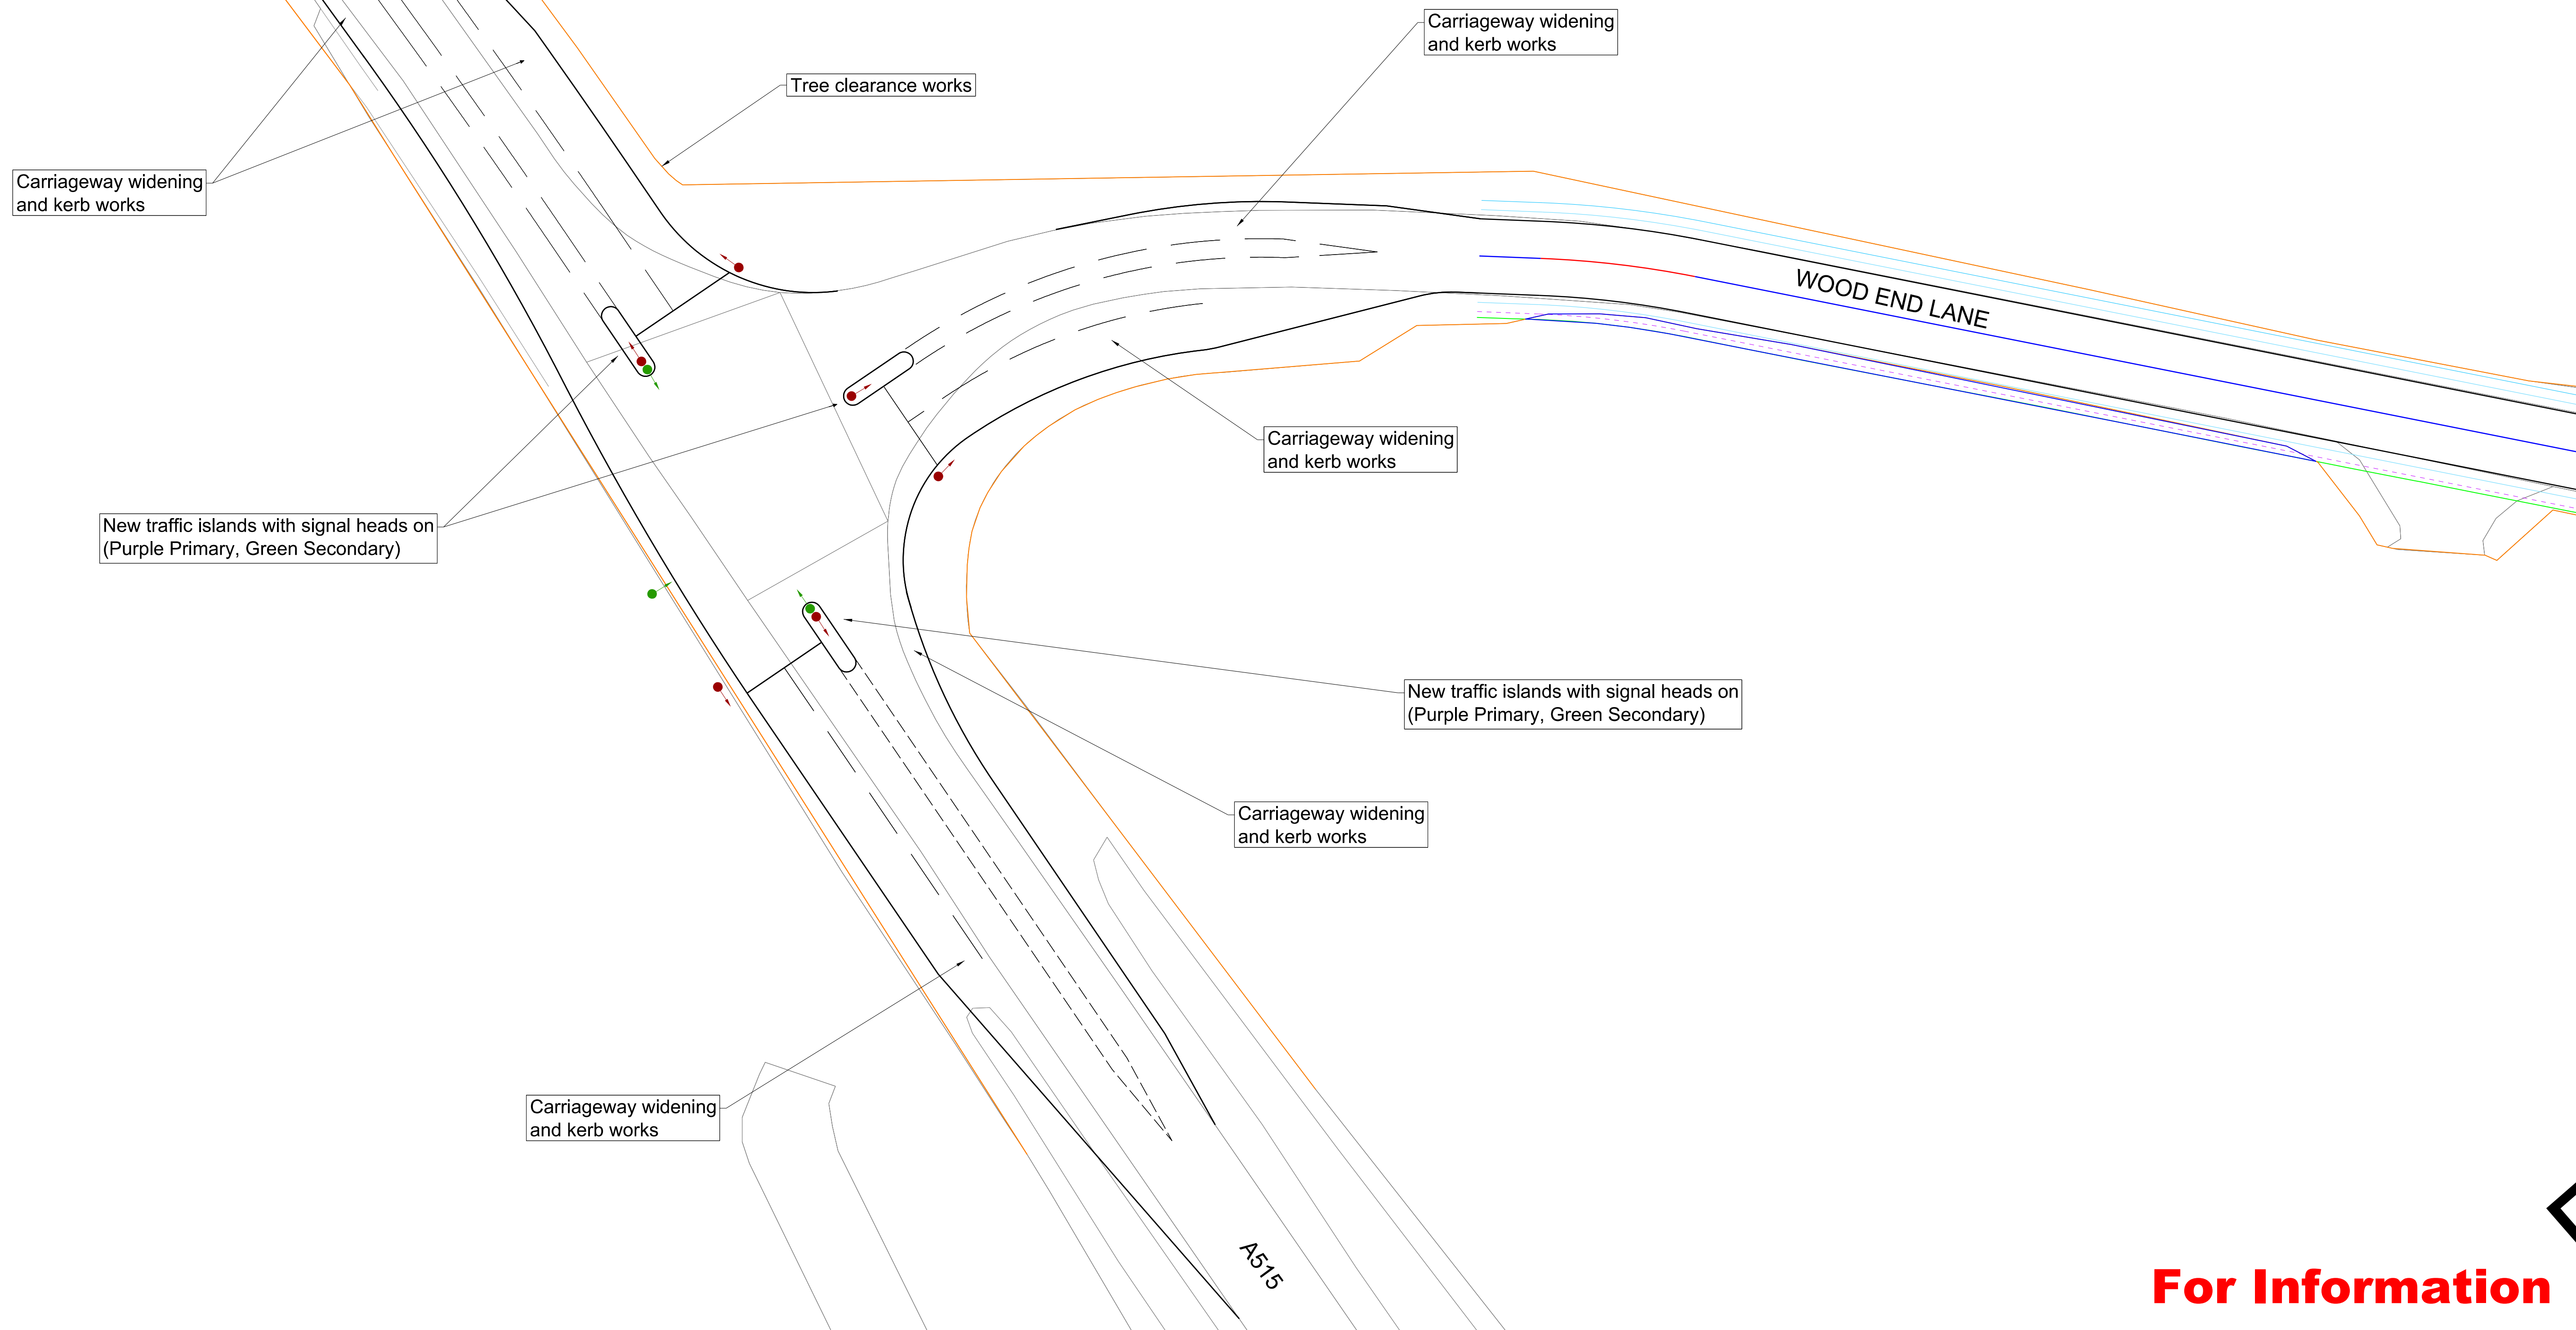 Carriageway widening
and kerb works
Tree clearance works
Carriageway widening
and kerb works
WOOD END LANE
Carriageway widening
and kerb works
New traffic islands with signal heads on
(Purple Primary, Green Secondary)
New traffic islands with signal heads on
(Purple Primary, Green Secondary)
Carriageway widening
and kerb works
Carriageway widening
and kerb works
A515
For Information